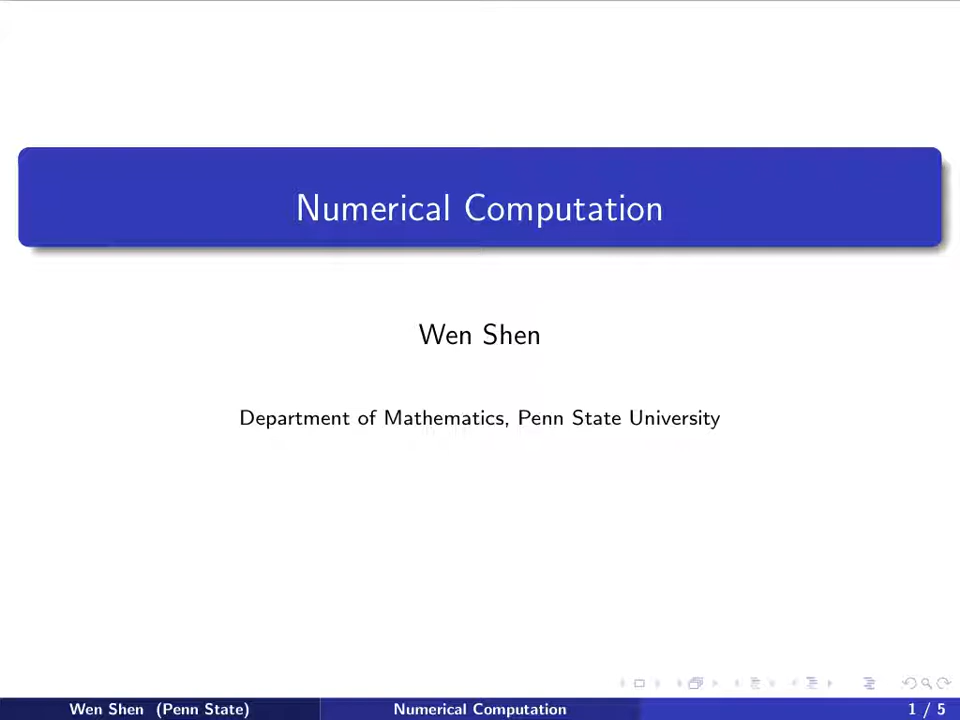 Numerical Computation
Wen Shen
Department of Mathematics, Penn State University
Wen Shen (Penn State) Numerical Computation 1 / 5